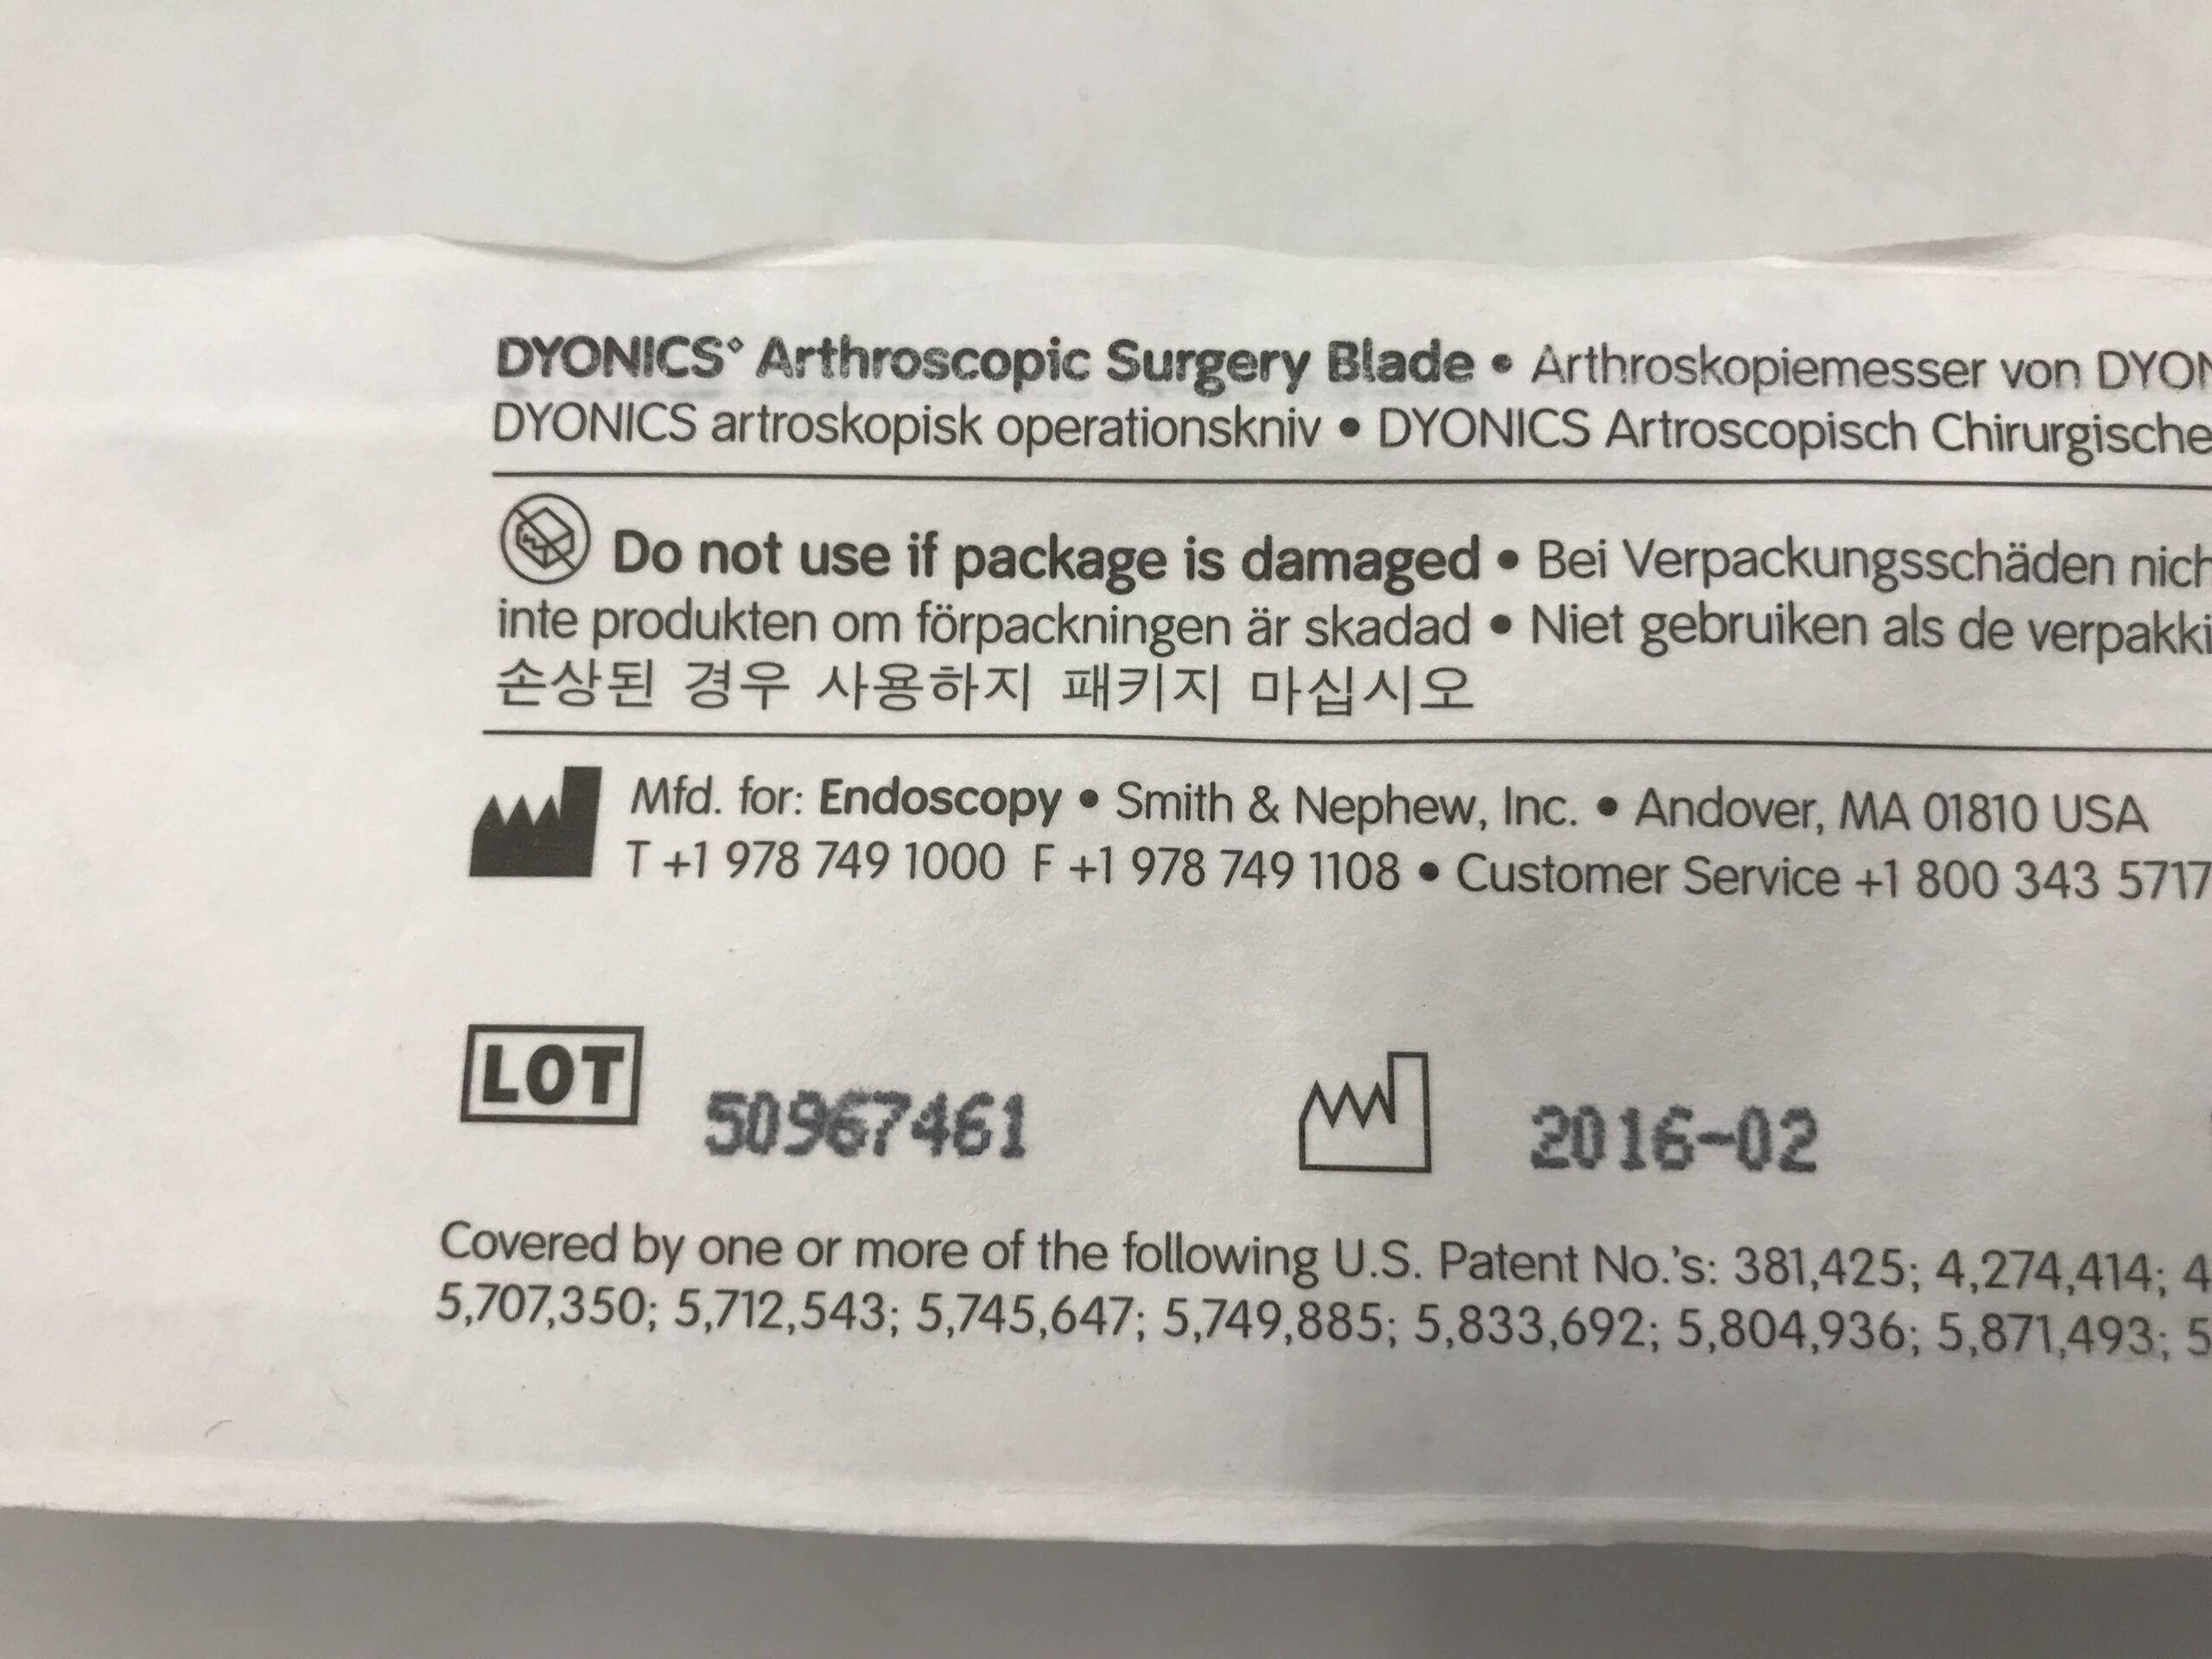 DYONICS° Arthroscopic Surgery Blade • Arthroskopiemesser von
DYONICS artroskopisk operationskniv • DYONICS Artroscopisch Chirurgische
Do not use if package is damaged • Bei Verpackungsschäden
inte produkten om förpackningen är skadad • Niet gebruiken als de
손상된 경우 사용하지 패키지 마십시오
Mfd. for: Endoscopy • Smith & Nephew, Inc. • Andover, MA 01810 USA
T +1 978 749 1000 F +1 978 749 1108 • Customer Service +1 800 343 5717
LOT 50967461 2016-02
Covered by one or more of the following U.S. Patent No.'s: 381,425; 4,274,414;
5,707,350; 5,712,543; 5,745,647; 5,749,885; 5,833,692; 5,804,936; 5,871,493;